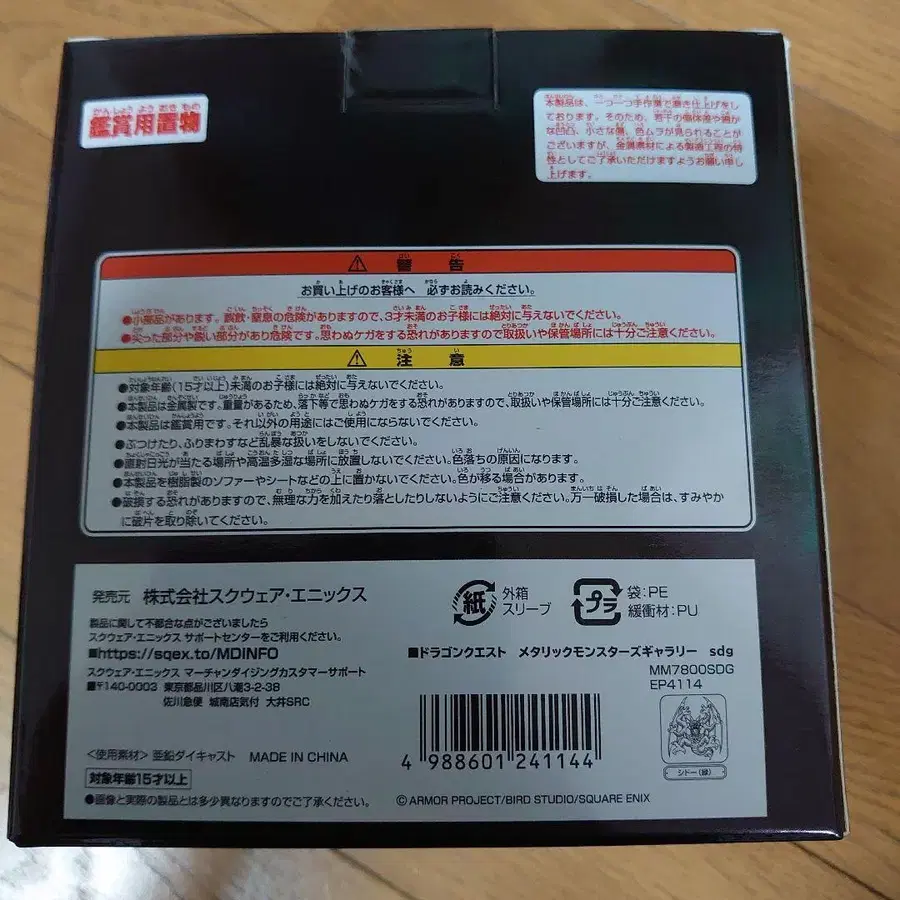 鑑賞用置物
本製品は、一つ一つ手作業で磨き仕上げをし
ております。そのため、若干の個体差や僅か
な凹凸、小さな傷、色ムラが見られることが
ございますが、金属素材による製造工程の特
性としてご了承いただけますようお願い申し
上げます。
警告
お買い上げのお客様へ 必ずお読みください。
●小部品があります。誤飲・窒息の危険がありますので、3才未満のお子様には絶対に与えないでください。
●尖った部分や鋭い部分があり危険です。思わぬケガをする恐れがありますので取扱いや保管場所には十分ご注意ください。
注意
●対象年齢(15才以上)未満のお子様には絶対に与えないでください。
●本製品は金属製です。重量があるため、落下等で思わぬケガをする恐れがありますので、取扱いや保管場所には十分ご注意ください。
●本製品は鑑賞用です。それ以外の用途にはご使用にならないでください。
●ぶつけたり、ふりまわすなど乱暴な扱いをしないでください。
●直射日光が当たる場所や高温多湿な場所に放置しないでください。色落ちの原因になります。
●本製品を樹脂製のソファーやシートなどの上に置かないでください。色が移る場合があります。
●破損する恐れがありますので、無理な力を加えたり落としたりしないようにご注意ください。万一破損した場合は、すみやか
に破片を取り除いてください。
発売元 株式会社スクウェア・エニックス
製品に関して不都合な点がございましたら
スクウェア・エニックス サポートセンターをご利用ください。
■https://sqex.to/MDINFO
スクウェア・エニックス マーチャンダイジングカスタマーサポート
■〒140-0003 東京都品川区八潮3-2-38
佐川急便 城南店気付 大井SRC
<使用素材> 亜鉛ダイキャスト MADE IN CHINA
対象年齢15才以上
●画像と実際の製品とは多少異なりますのでご了承ください。
紙 外箱
スリーブ
プラ 袋:PE
緩衝材:PU
■ドラゴンクエスト メタリックモンスターズギャラリー sdg
MM7800SDG
EP4114
4 988601 241144
シドー(緑)
© ARMOR PROJECT/BIRD STUDIO/SQUARE ENIX